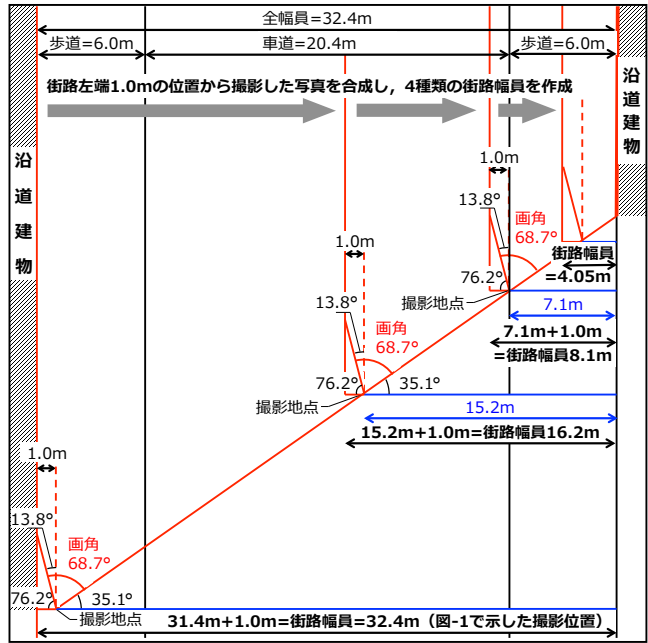 全幅員=32.4m
歩道=6.0m
車道=20.4m
歩道=6.0m
街路左端1.0mの位置から撮影した写真を合成し，4種類の街路幅員を作成
沿道建物
沿道建物
1.0m
13.8°
画角
68.7°
76.2°
撮影地点
街路幅員
=4.05m
7.1m
7.1m+1.0m
=街路幅員8.1m
1.0m
13.8°
画角
68.7°
76.2°
35.1°
撮影地点
15.2m
15.2m+1.0m=街路幅員16.2m
1.0m
13.8°
画角
68.7°
76.2°
35.1°
撮影地点
31.4m+1.0m=街路幅員=32.4m（図-1で示した撮影位置）